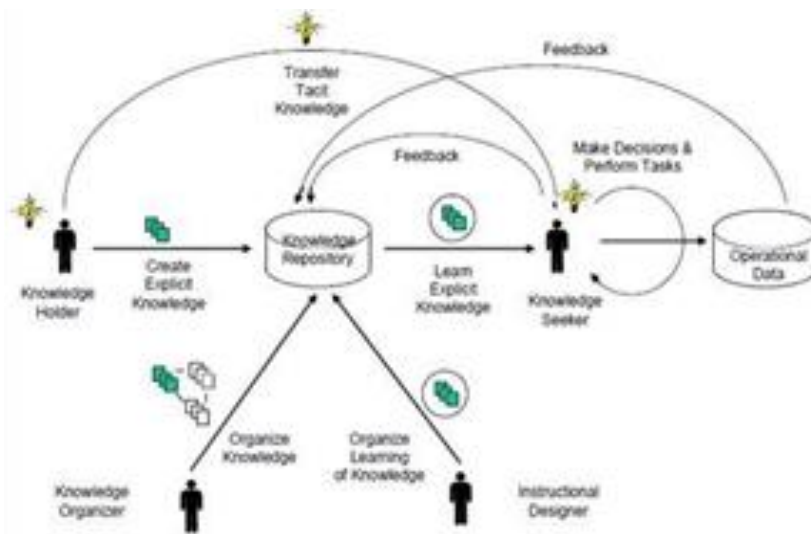 Feedback
Transfer
Tacit
Knowledge
Make Decisions &
Perform Tasks
Feedback
Knowledge
Repository
Operational
Data
Create
Explicit
Knowledge
Learn
Explicit
Knowledge
Knowledge
Holder
Knowledge
Seeker
Organize
Knowledge
Organize
Learning
of Knowledge
Knowledge
Organizer
Instructional
Designer